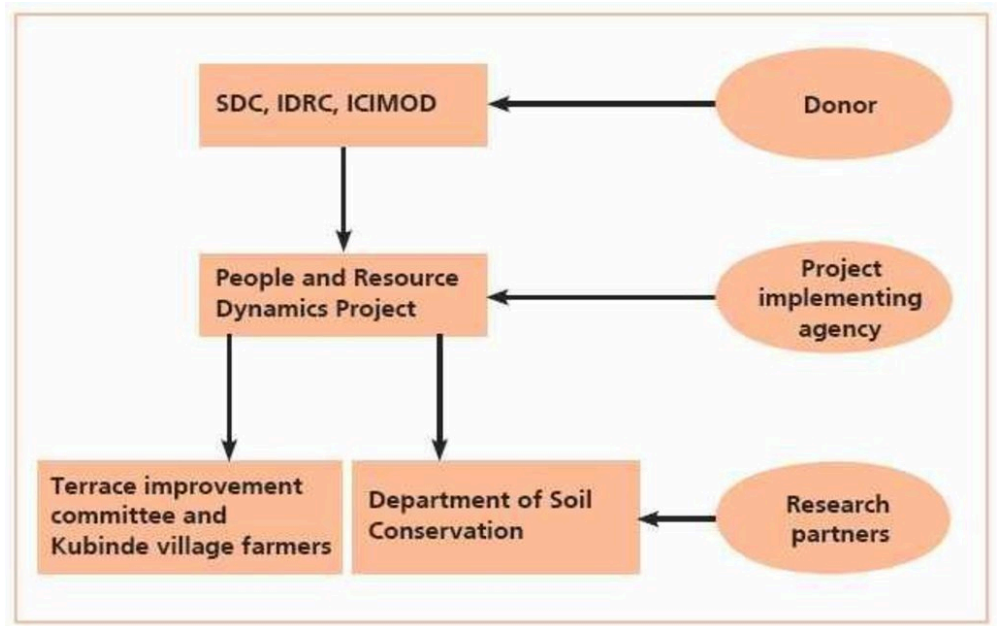 SDC, IDRC, ICIMOD
Donor
People and Resource
Dynamics Project
Project
implementing
agency
Terrace improvement
committee and
Kubinde village farmers
Department of Soil
Conservation
Research
partners